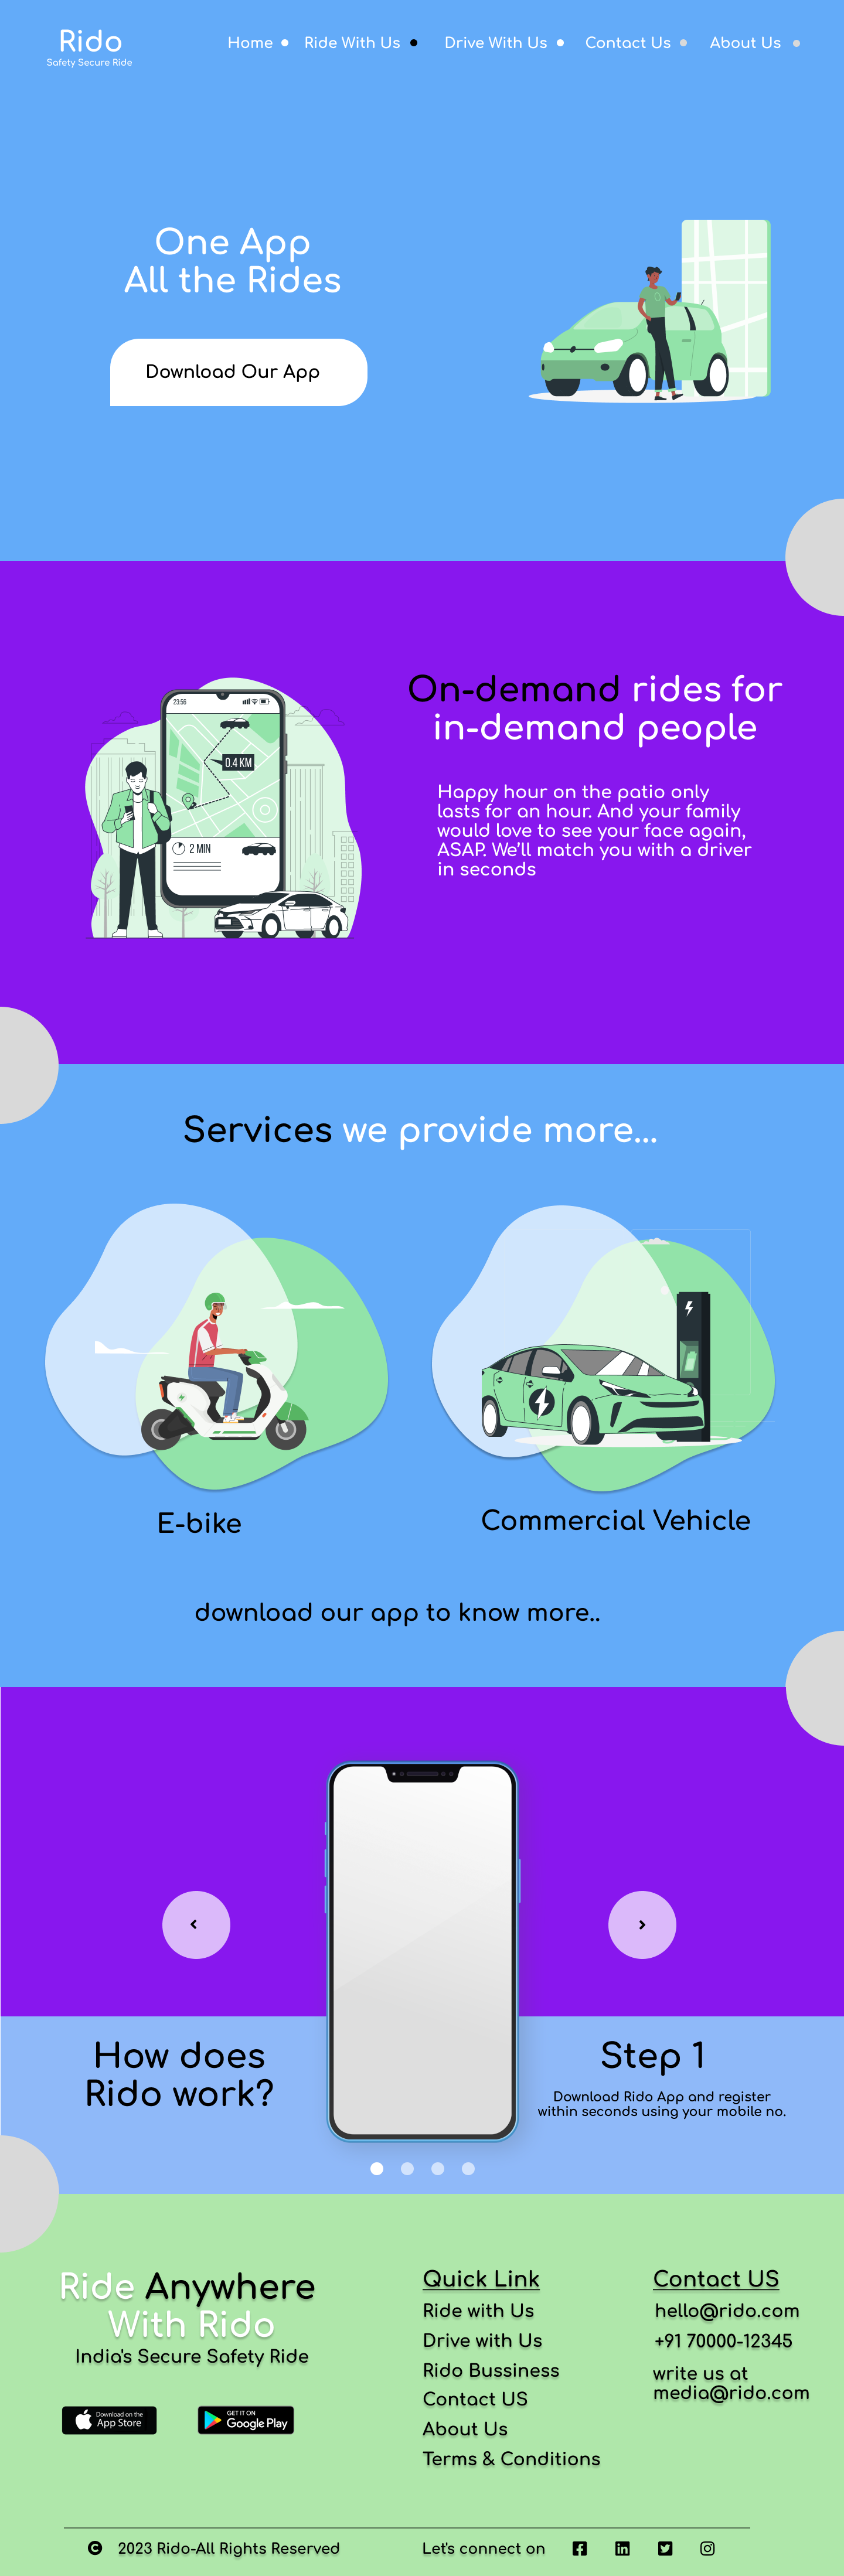 Rido
Safety Secure Ride
Home
Ride With Us
Drive With Us
Contact Us
About Us
One App
All the Rides
Download Our App
23:56
0.4 KM
2 MIN
On-demand rides for
in-demand people
Happy hour on the patio only
lasts for an hour. And your family
would love to see your face again,
ASAP. We'll match you with a driver
in seconds
Services we provide more...
E-bike
Commercial Vehicle
download our app to know more..
How does
Rido work?
Step 1
Download Rido App and register
within seconds using your mobile no.
Ride Anywhere
With Rido
India's Secure Safety Ride
Download on the
App Store
GET IT ON
Google Play
Quick Link
Ride with Us
Drive with Us
Rido Bussiness
Contact US
About Us
Terms & Conditions
Contact US
hello@rido.com
+91 70000-12345
write us at
media@rido.com
© 2023 Rido-All Rights Reserved
Let's connect on